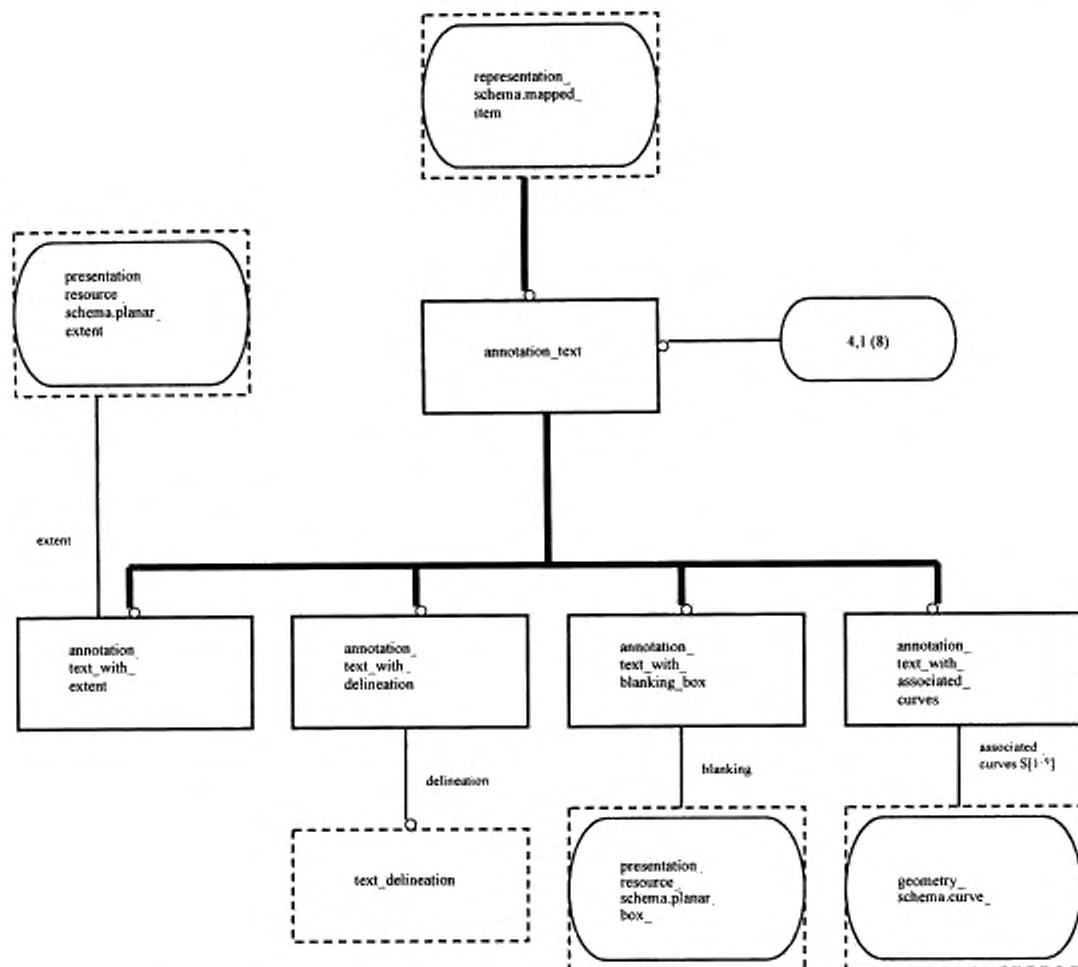 representation_
schema.mapped_
item
presentation_
resource_
schema.planar_
extent
annotation_text
4,1 (8)
extent
annotation_
text_with_
extent
annotation_
text_with_
delineation
annotation_
text_with_
blanking_box
annotation_
text_with_
associated_
curves
delineation
blanking
associated_
curves S[1:?]
text_delineation
presentation_
resource_
schema.planar_
box_
geometry_
schema.curve_